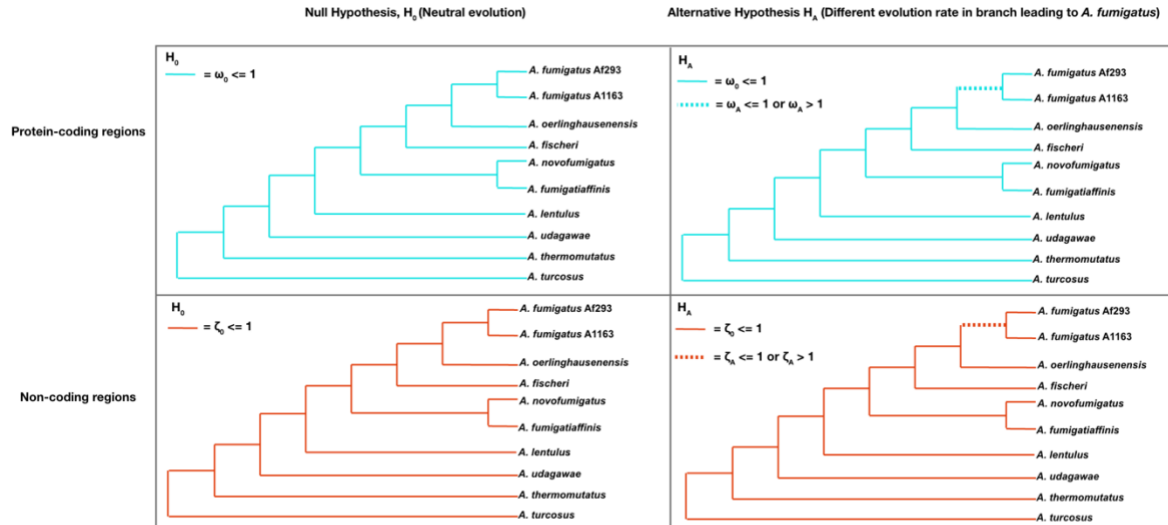 Null Hypothesis, H0 (Neutral evolution)
Alternative Hypothesis HA (Different evolution rate in branch leading to A. fumigatus)
Protein-coding regions
H0
= ω0 <= 1
A. fumigatus Af293
A. fumigatus A1163
A. oerlinghausenensis
A. fischeri
A. novofumigatus
A. fumigatiaffinis
A. lentulus
A. udagawae
A. thermomutatus
A. turcosus
HA
= ω0 <= 1
= ωA <= 1 or ωA > 1
A. fumigatus Af293
A. fumigatus A1163
A. oerlinghausenensis
A. fischeri
A. novofumigatus
A. fumigatiaffinis
A. lentulus
A. udagawae
A. thermomutatus
A. turcosus
Non-coding regions
H0
= ζ0 <= 1
A. fumigatus Af293
A. fumigatus A1163
A. oerlinghausenensis
A. fischeri
A. novofumigatus
A. fumigatiaffinis
A. lentulus
A. udagawae
A. thermomutatus
A. turcosus
HA
= ζ0 <= 1
= ζA <= 1 or ζA > 1
A. fumigatus Af293
A. fumigatus A1163
A. oerlinghausenensis
A. fischeri
A. novofumigatus
A. fumigatiaffinis
A. lentulus
A. udagawae
A. thermomutatus
A. turcosus